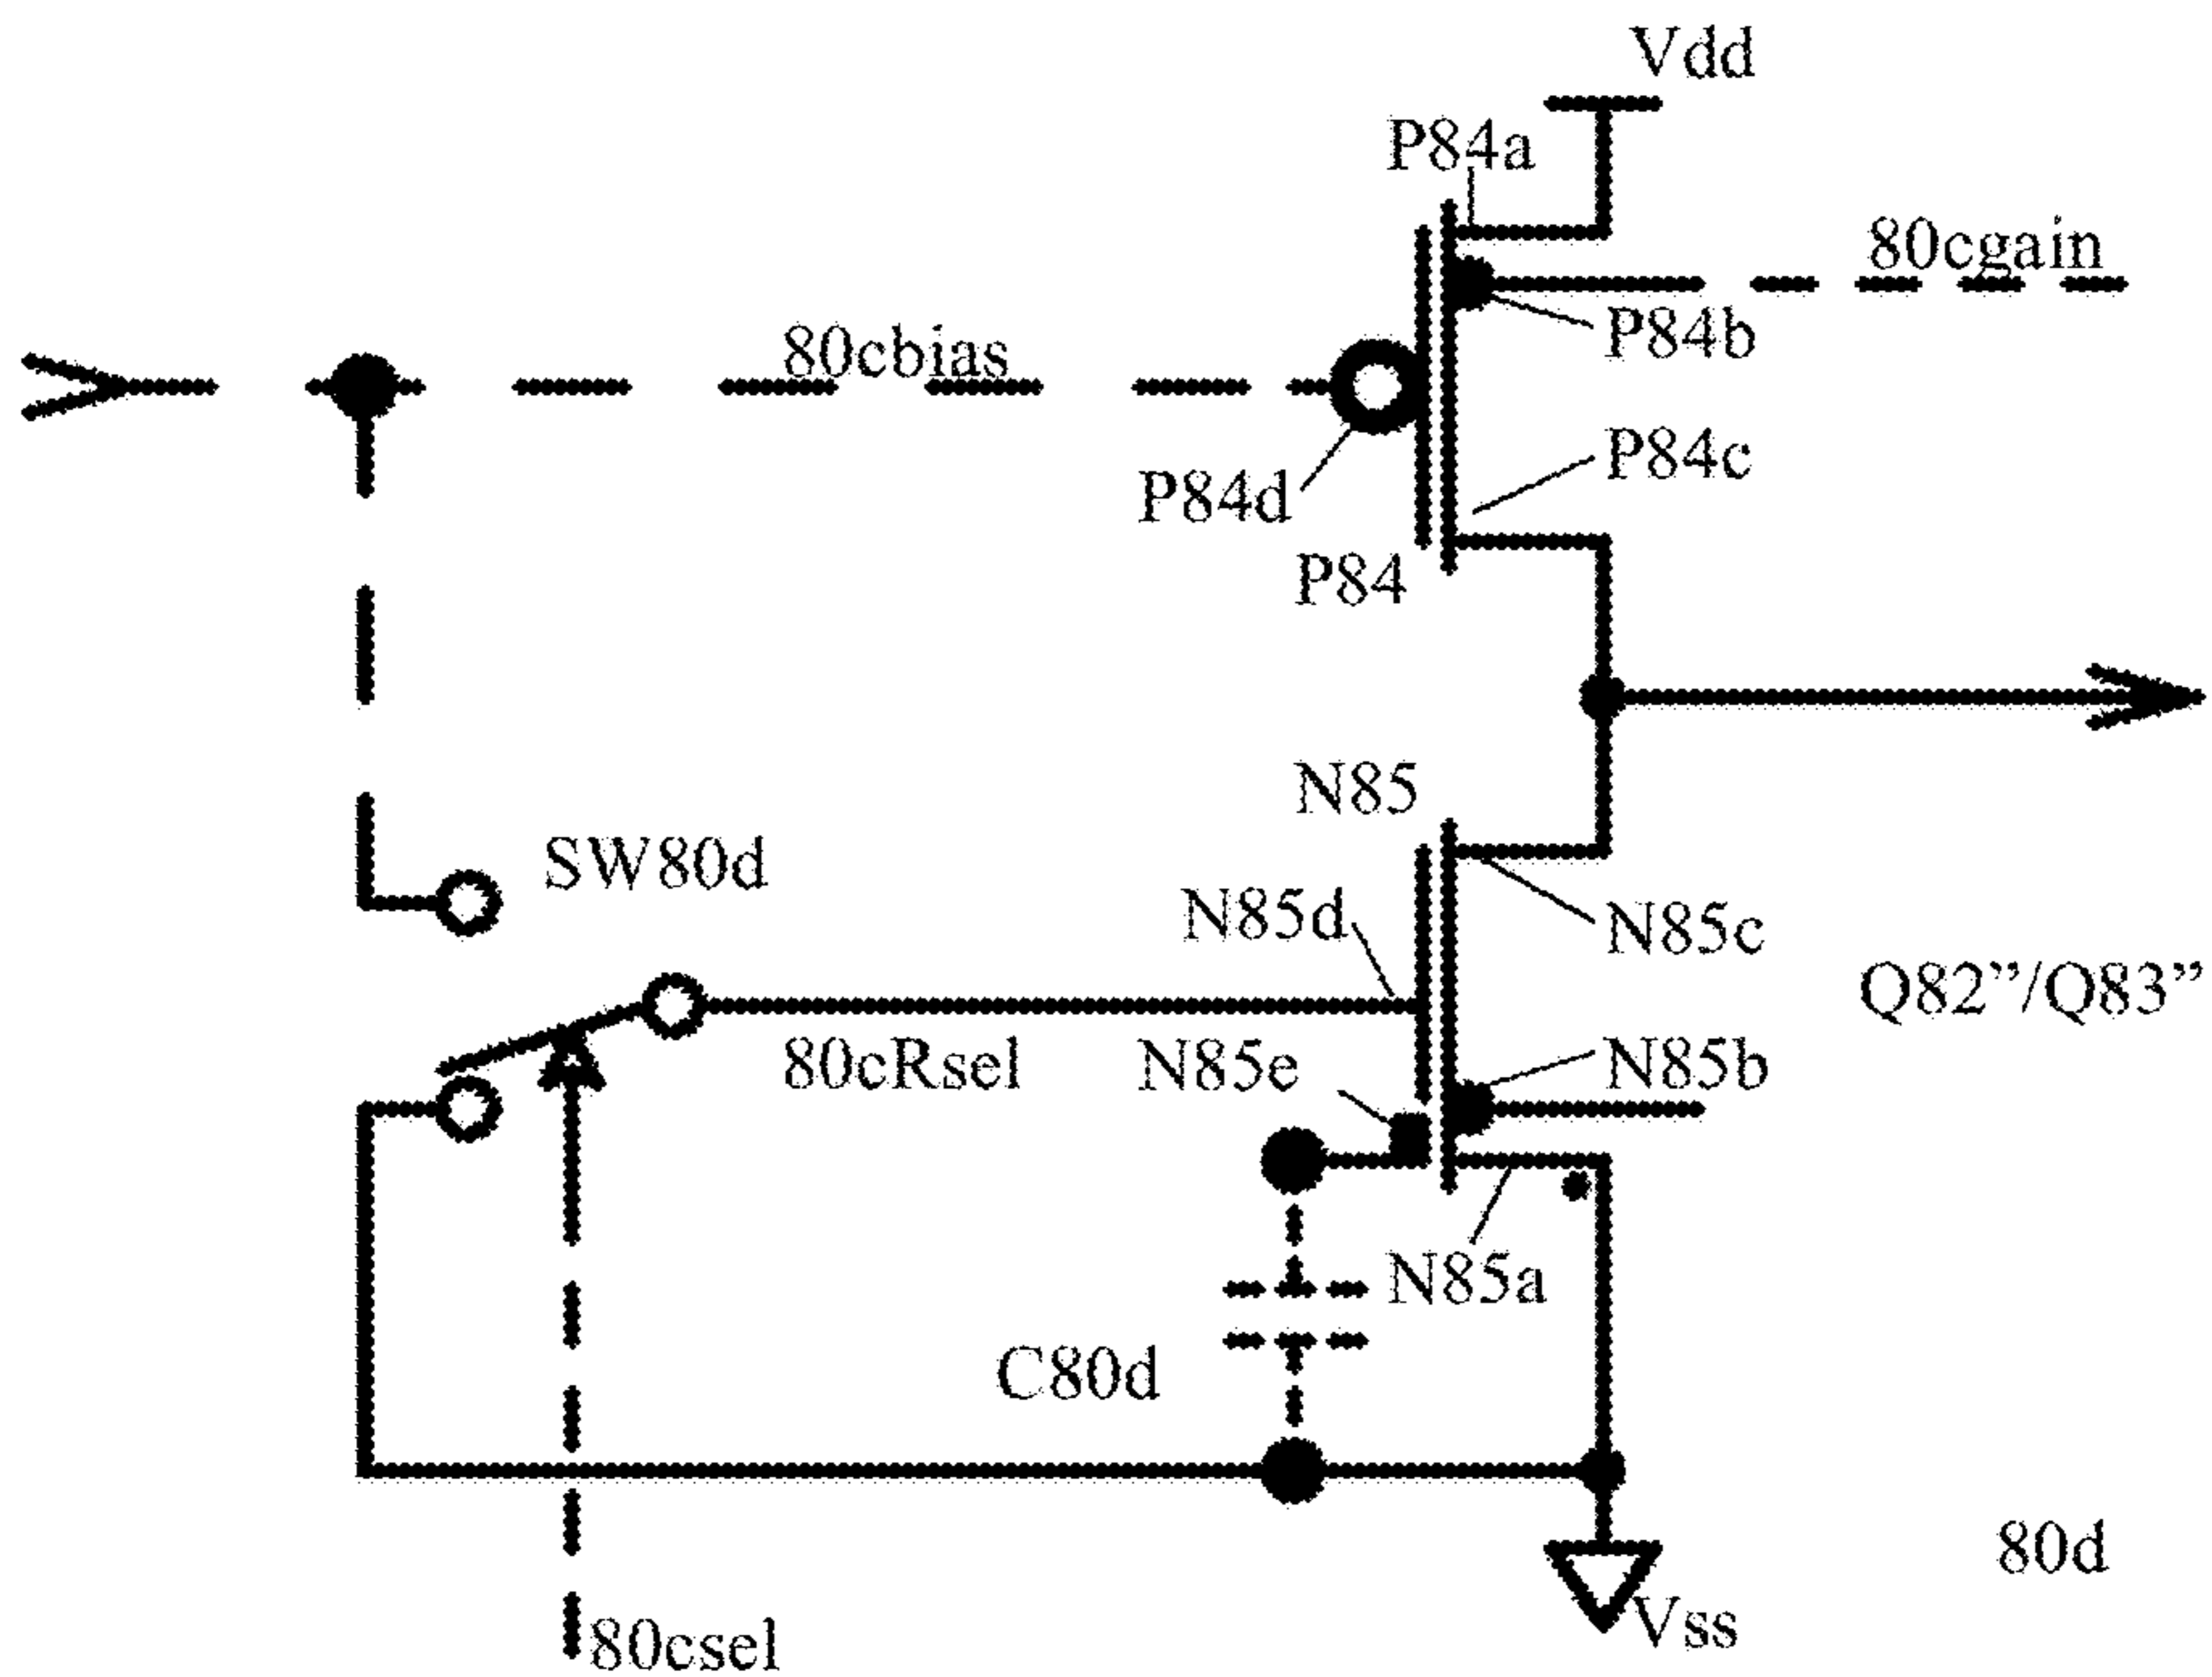 Vdd
P84a
80cgain
P84b
80cbias
P84c
P84d
P84
N85
SW80d
N85d
N85c
Q82”/Q83”
80cRsel
N85e
N85b
N85a
C80d
80d
Vss
80csel